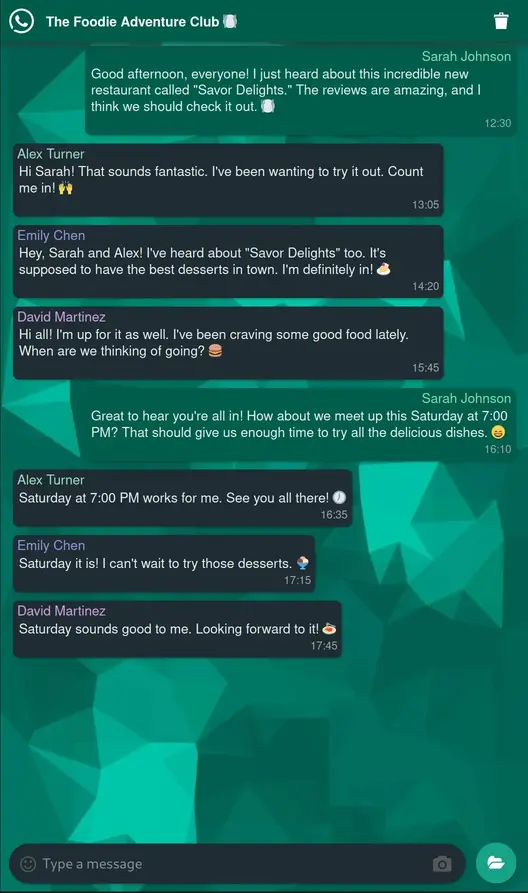 The Foodie Adventure Club 🍽️
Sarah Johnson
Good afternoon, everyone! I just heard about this incredible new
restaurant called "Savor Delights." The reviews are amazing, and I
think we should check it out. 🍽️
12:30
Alex Turner
Hi Sarah! That sounds fantastic. I've been wanting to try it out. Count
me in! 🙌
13:05
Emily Chen
Hey, Sarah and Alex! I've heard about "Savor Delights" too. It's
supposed to have the best desserts in town. I'm definitely in! 🍰
14:20
David Martinez
Hi all! I'm up for it as well. I've been craving some good food lately.
When are we thinking of going? 🍔
15:45
Sarah Johnson
Great to hear you're all in! How about we meet up this Saturday at 7:00
PM? That should give us enough time to try all the delicious dishes. 😄
16:10
Alex Turner
Saturday at 7:00 PM works for me. See you all there! 🕖
16:35
Emily Chen
Saturday it is! I can't wait to try those desserts. 🍨
17:15
David Martinez
Saturday sounds good to me. Looking forward to it! 🍝
17:45
Type a message